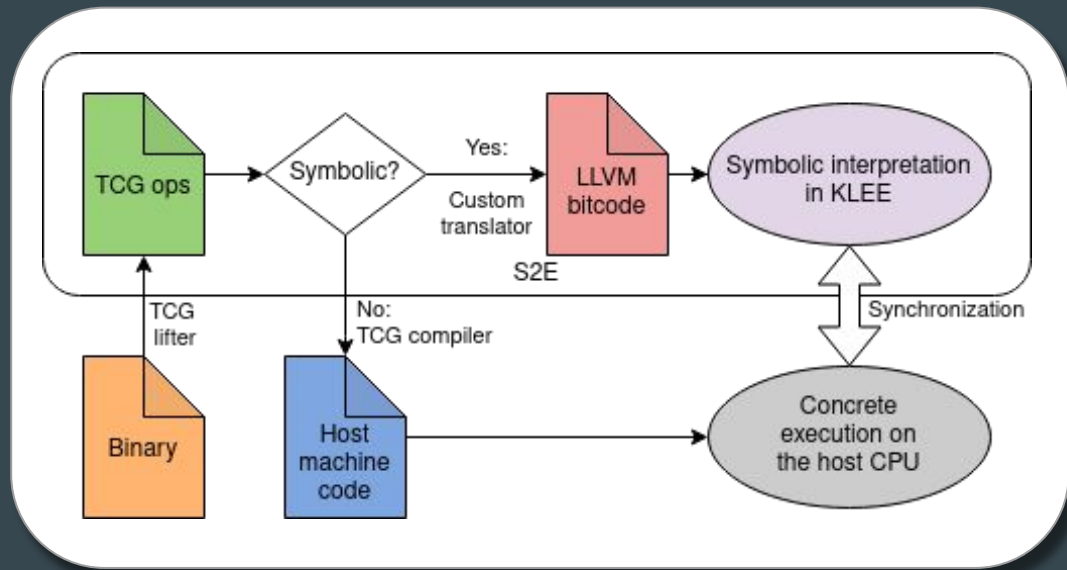 TCG ops
Symbolic?
Yes:
Custom
translator
LLVM
bitcode
Symbolic interpretation
in KLEE
S2E
TCG
lifter
No:
TCG compiler
Synchronization
Binary
Host
machine
code
Concrete
execution on
the host CPU